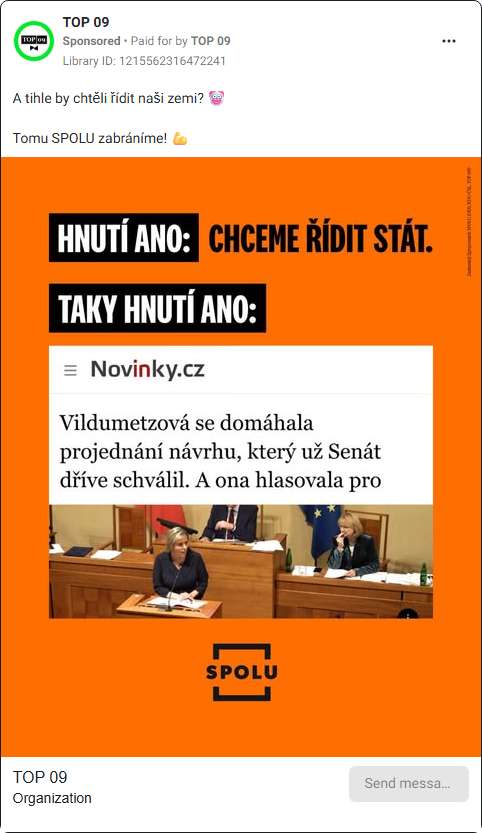 TOP 09
Sponsored • Paid for by TOP 09
Library ID: 1215562316472241
A tihle by chtěli řídit naši zemi? 🤡
Tomu SPOLU zabráníme! 💪
HNUTÍ ANO: CHCEME ŘÍDIT STÁT.
TAKY HNUTÍ ANO:
Novinky.cz
Vildumetzová se domáhala
projednání návrhu, který už Senát
dříve schválil. A ona hlasovala pro
SPOLU
TOP 09
Organization
Send messa...